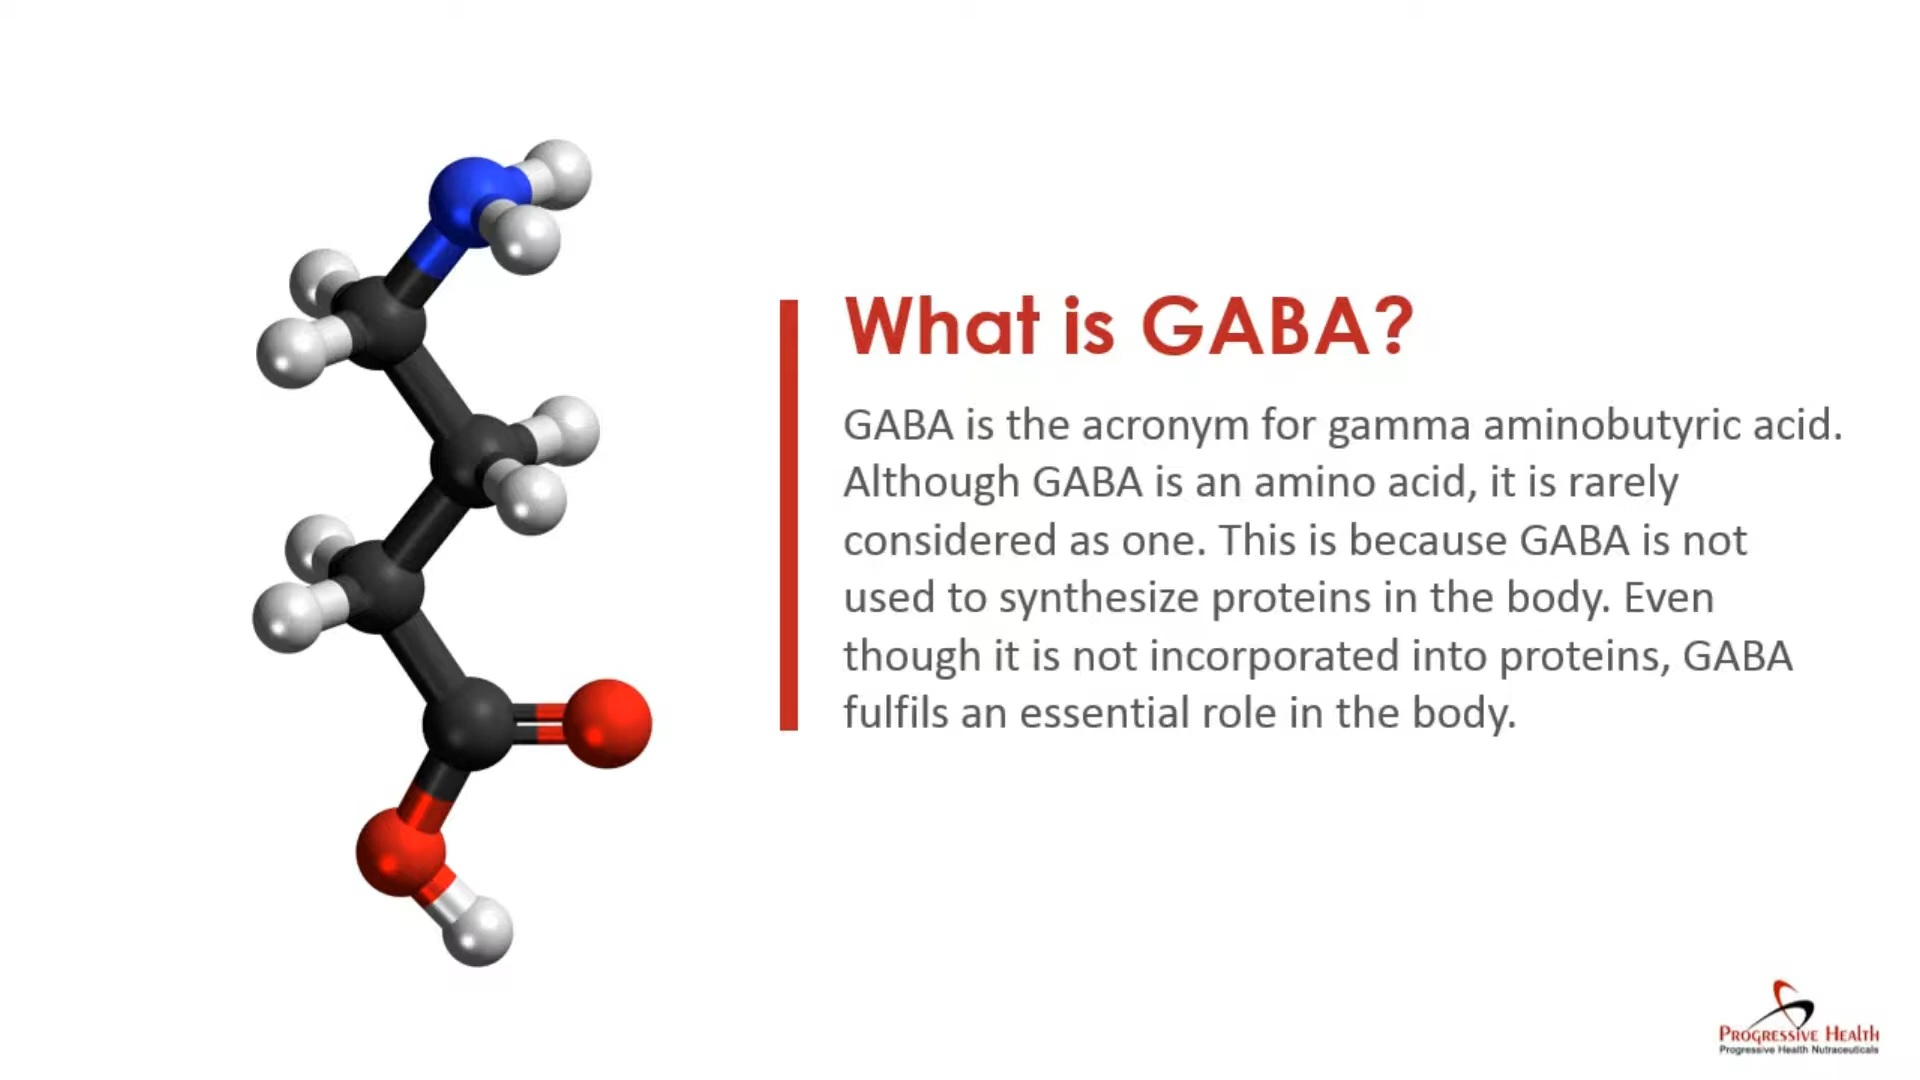 What is GABA?
GABA is the acronym for gamma aminobutyric acid.
Although GABA is an amino acid, it is rarely
considered as one. This is because GABA is not
used to synthesize proteins in the body. Even
though it is not incorporated into proteins, GABA
fulfils an essential role in the body.
Progressive Health
Progressive Health Nutraceuticals